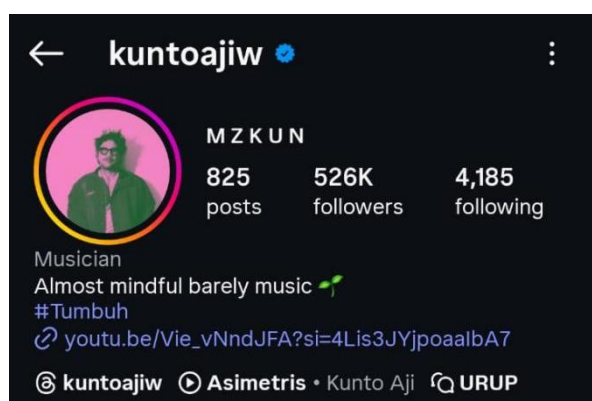 kuntoajiw
M Z K U N
825 526K 4,185
posts followers following
Musician
Almost mindful barely music 🌱
#Tumbuh
youtu.be/Vie_vNndJFA?si=4Lis3JYjpoaaIbA7
kuntoajiw Asimetris • Kunto Aji URUP